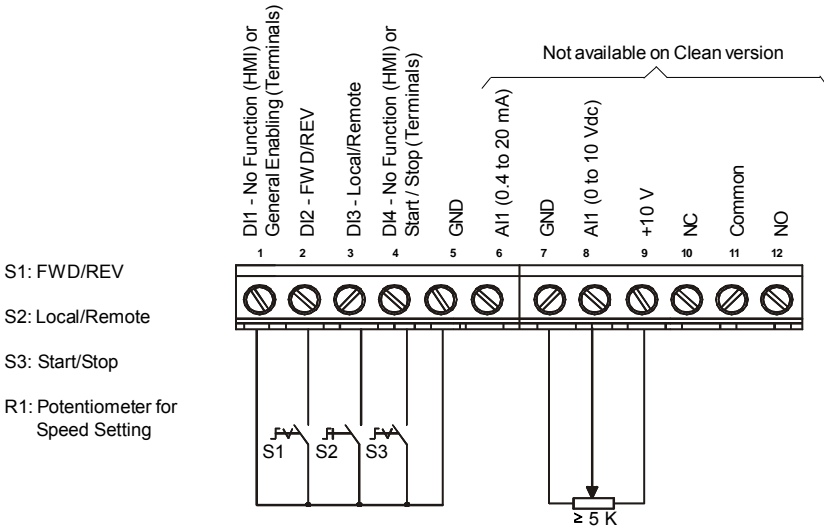 Not available on Clean version
DI1 - No Function (HMI) or
General Enabling (Terminals)
DI2 - FWD/REV
DI3 - Local/Remote
DI4 - No Function (HMI) or
Start / Stop (Terminals)
GND
AI1 (0.4 to 20 mA)
GND
AI1 (0 to 10 Vdc)
+10 V
NC
Common
NO
1 2 3 4 5 6 7 8 9 10 11 12
S1: FWD/REV
S2: Local/Remote
S3: Start/Stop
R1: Potentiometer for
Speed Setting
S1 S2 S3
≥ 5 K